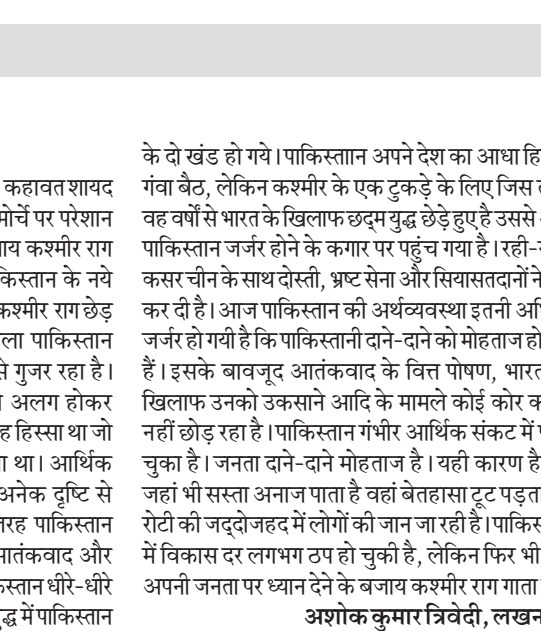 कहावत शायद
मोर्चे पर परेशान
कश्मीर राग
के नये
कश्मीर राग छेड़
पाकिस्तान
से गुजर रहा है।
अलग होकर
हिस्सा था जो
था। आर्थिक
अनेक दृष्टि से
पाकिस्तान
और
धीरे-धीरे
में पाकिस्तान
के दो खंड हो गये। पाकिस्ताान अपने देश का आधा
गंवा बैठ, लेकिन कश्मीर के एक टुकड़े के लिए जिस
वह वर्षों से भारत के खिलाफ छद्म युद्ध छेड़े हुए है उससे
पाकिस्तान जर्जर होने के कगार पर पहुंच गया है। रही-
कसर चीन के साथ दोस्ती, भ्रष्ट सेना और सियासतदानों ने
कर दी है। आज पाकिस्तान की अर्थव्यवस्था इतनी
जर्जर हो गयी है कि पाकिस्तानी दाने-दाने को मोहताज हो
हैं। इसके बावजूद आतंकवाद के वित्त पोषण, भारत
खिलाफ उनको उकसाने आदि के मामले कोई कोर
नहीं छोड़ रहा है। पाकिस्तान गंभीर आर्थिक संकट में
चुका है। जनता दाने-दाने मोहताज है। यही कारण है
जहां भी सस्ता अनाज पाता है वहां बेतहासा टूट पड़ता
रोटी की जद्दोजहद में लोगों की जान जा रही है।
में विकास दर लगभग ठप हो चुकी है, लेकिन फिर भी
अपनी जनता पर ध्यान देने के बजाय कश्मीर राग गाता
अशोक कुमार त्रिवेदी,